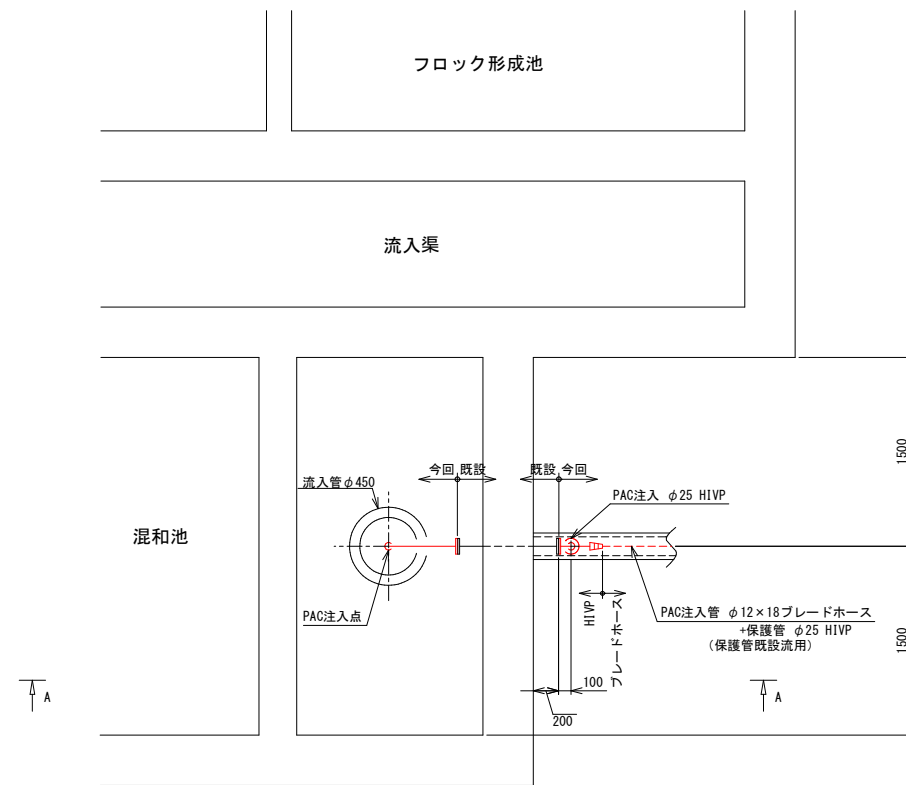 フロック形成池
流入渠
1500
今回 既設
既設 今回
流入管φ450
PAC注入 φ25 HIVP
混和池
PAC注入点
HIVP
ブレードホース
PAC注入管 φ12×18ブレードホース
+保護管 φ25 HIVP
(保護管既設流用)
1500
100
200
A
A